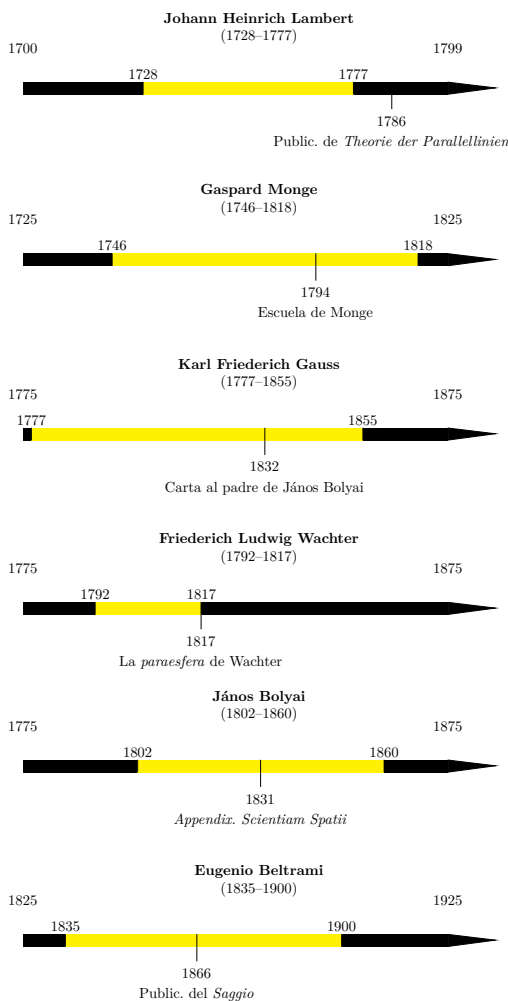 Johann Heinrich Lambert
(1728–1777)
1700 1799
1728 1777
1786
Public. de Theorie der Parallellinien
Gaspard Monge
(1746–1818)
1725 1825
1746 1818
1794
Escuela de Monge
Karl Friederich Gauss
(1777–1855)
1775 1875
1777 1855
1832
Carta al padre de János Bolyai
Friederich Ludwig Wachter
(1792–1817)
1775 1875
1792 1817
1817
La paraesfera de Wachter
János Bolyai
(1802–1860)
1775 1875
1802 1860
1831
Appendix. Scientiam Spatii
Eugenio Beltrami
(1835–1900)
1825 1925
1835 1900
1866
Public. del Saggio